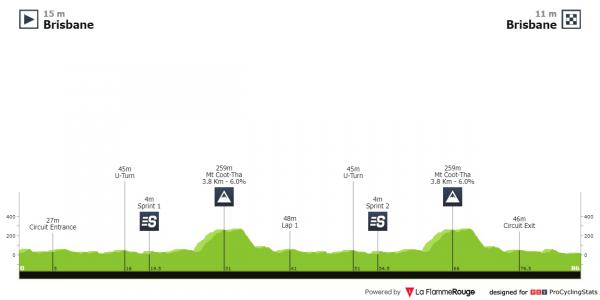 15 m
Brisbane
11 m
Brisbane
259m
Mt Coot-Tha
3.8 Km - 6.0%
259m
Mt Coot-Tha
3.8 Km - 6.0%
45m
U-Turn
45m
U-Turn
4m
Sprint 1
4m
Sprint 2
27m
Circuit Entrance
48m
Lap 1
46m
Circuit Exit
400
200
0
400
200
0
0
5
16
19.5
31
41
51
54.5
66
76.5
86
Powered by La FlammeRouge designed for PCS ProCyclingStats